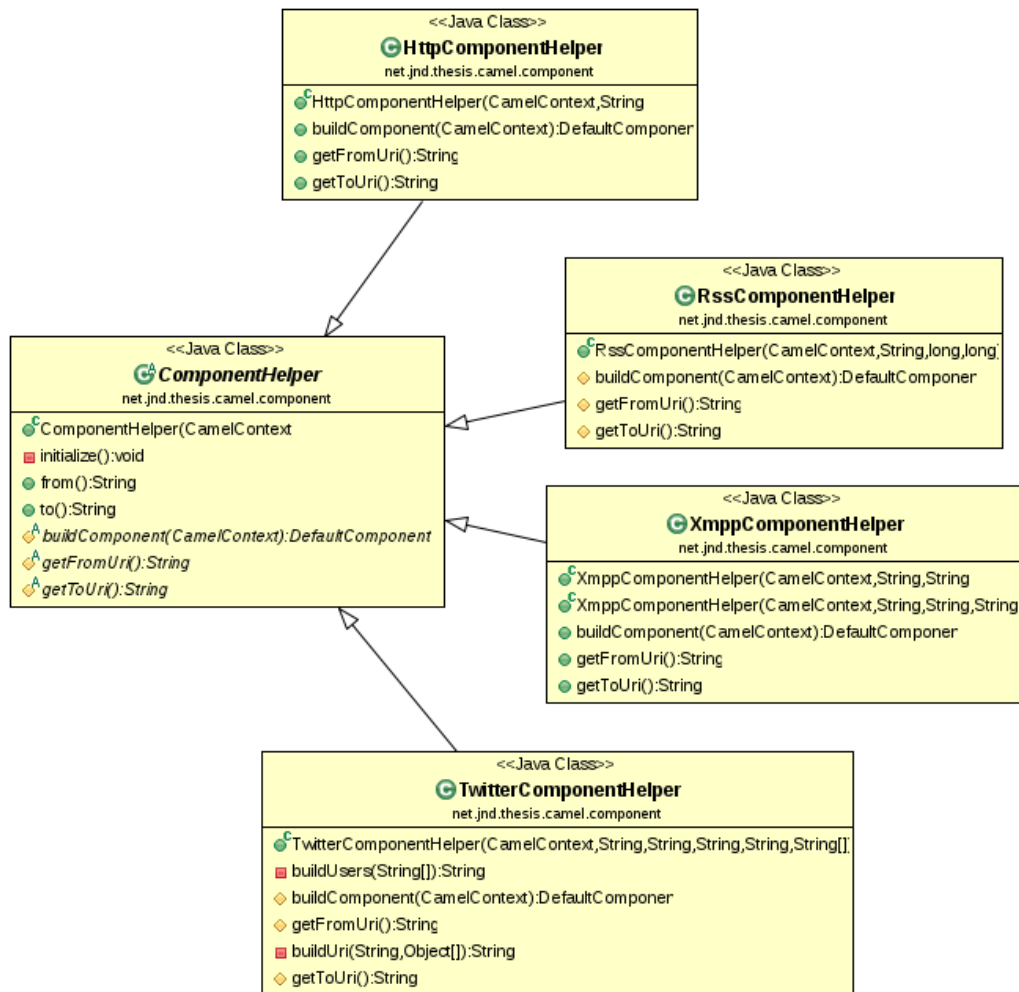 <<Java Class>>
HttpComponentHelper
net.jnd.thesis.camel.component
HttpComponentHelper(CamelContext,String
buildComponent(CamelContext):DefaultComponen
getFromUri():String
getToUri():String
<<Java Class>>
RssComponentHelper
net.jnd.thesis.camel.component
RssComponentHelper(CamelContext,String,long,long)
buildComponent(CamelContext):DefaultComponen
getFromUri():String
getToUri():String
<<Java Class>>
ComponentHelper
net.jnd.thesis.camel.component
ComponentHelper(CamelContext
initialize():void
from():String
to():String
buildComponent(CamelContext):DefaultComponent
getFromUri():String
getToUri():String
<<Java Class>>
XmppComponentHelper
net.jnd.thesis.camel.component
XmppComponentHelper(CamelContext,String,String
XmppComponentHelper(CamelContext,String,String,String
buildComponent(CamelContext):DefaultComponen
getFromUri():String
getToUri():String
<<Java Class>>
TwitterComponentHelper
net.jnd.thesis.camel.component
TwitterComponentHelper(CamelContext,String,String,String,String,String[]
buildUsers(String[]):String
buildComponent(CamelContext):DefaultComponen
getFromUri():String
buildUri(String,Object[]):String
getToUri():String